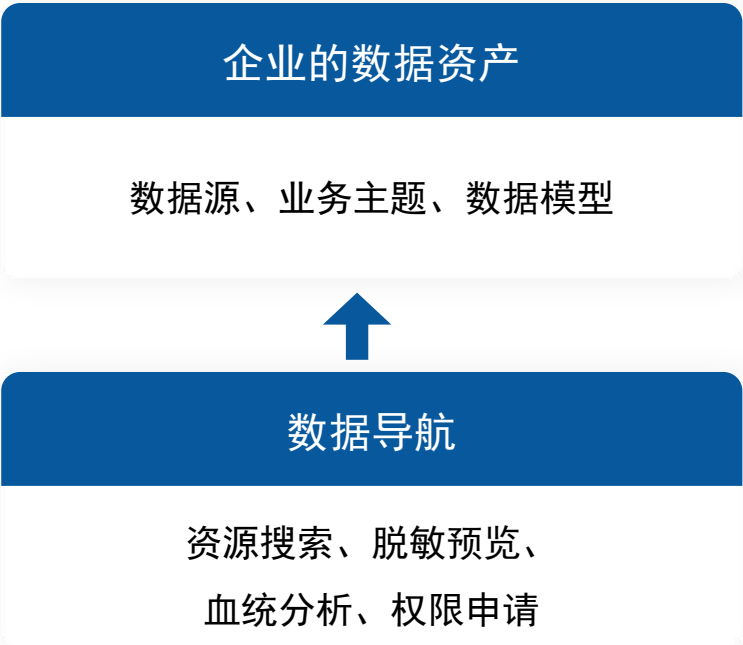 企业的数据资产
数据源、业务主题、数据模型
数据导航
资源搜索、脱敏预览、
血统分析、权限申请